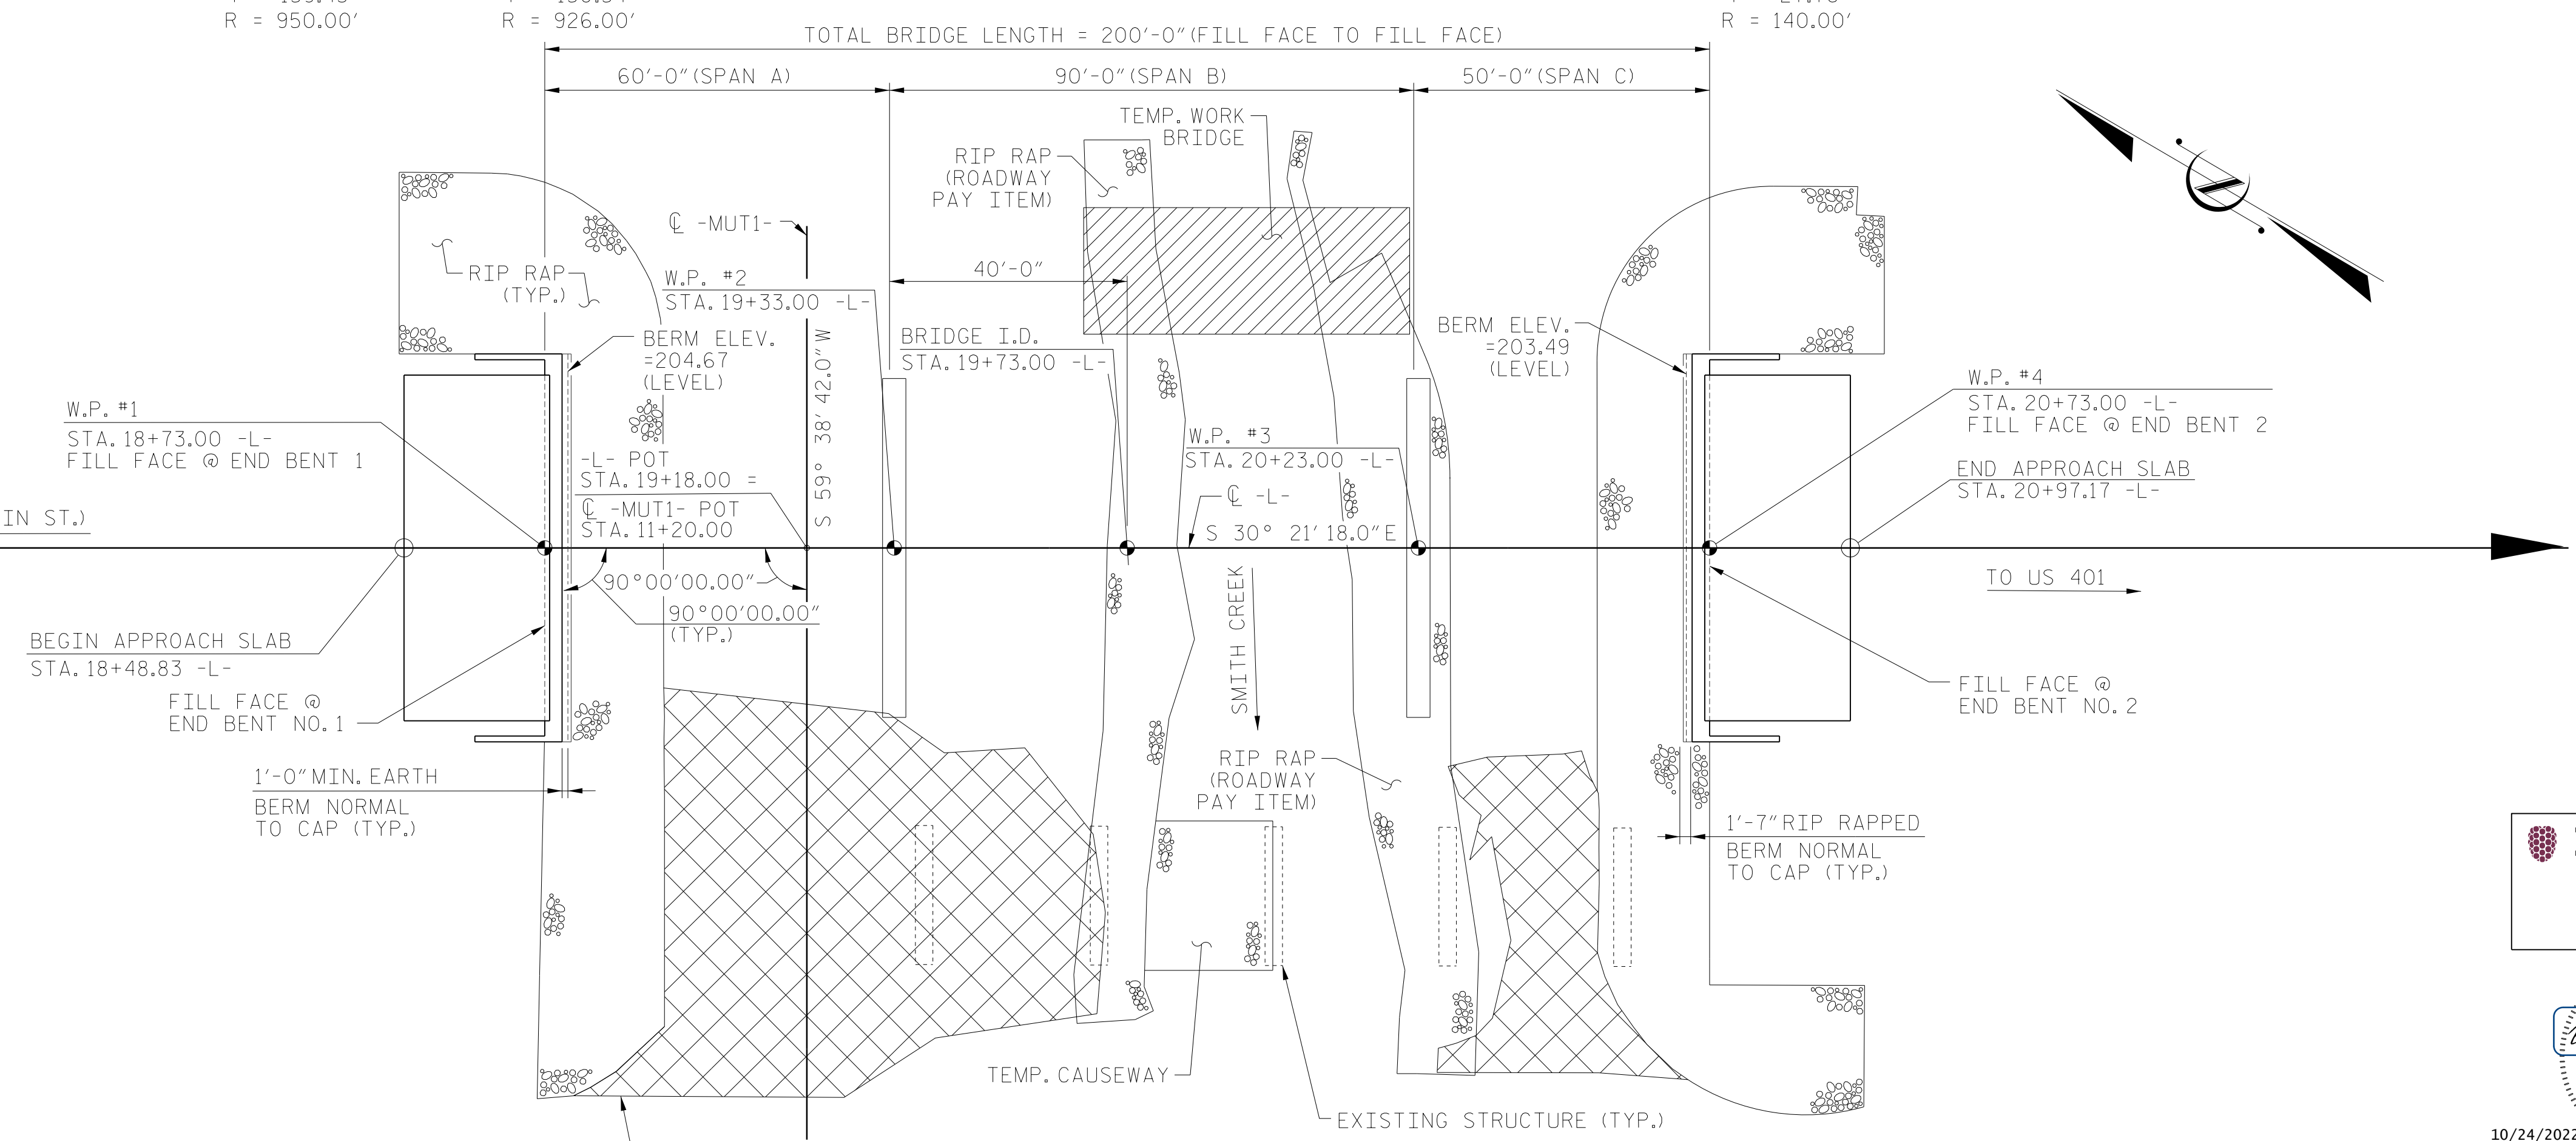 R = 950.00'
R = 926.00'
R = 140.00'
TOTAL BRIDGE LENGTH = 200'-0" (FILL FACE TO FILL FACE)
60'-0" (SPAN A)
90'-0" (SPAN B)
50'-0" (SPAN C)
TEMP. WORK
BRIDGE
RIP RAP
(ROADWAY
PAY ITEM)
℄ -MUT1-
RIP RAP
(TYP.)
W.P. #2
STA. 19+33.00 -L-
40'-0"
BERM ELEV.
=204.67
(LEVEL)
S 59° 38' 42.0" W
BRIDGE I.D.
STA. 19+73.00 -L-
BERM ELEV.
=203.49
(LEVEL)
W.P. #1
STA. 18+73.00 -L-
FILL FACE @ END BENT 1
W.P. #4
STA. 20+73.00 -L-
FILL FACE @ END BENT 2
-L- POT
STA. 19+18.00 =
℄ -MUT1- POT
STA. 11+20.00
W.P. #3
STA. 20+23.00 -L-
℄ -L-
S 30° 21' 18.0" E
END APPROACH SLAB
STA. 20+97.17 -L-
IN ST.)
90°00'00.00"
90°00'00.00"
(TYP.)
SMITH CREEK
TO US 401
BEGIN APPROACH SLAB
STA. 18+48.83 -L-
FILL FACE @
END BENT NO. 1
FILL FACE @
END BENT NO. 2
1'-0" MIN. EARTH
BERM NORMAL
TO CAP (TYP.)
RIP RAP
(ROADWAY
PAY ITEM)
1'-7" RIP RAPPED
BERM NORMAL
TO CAP (TYP.)
TEMP. CAUSEWAY
EXISTING STRUCTURE (TYP.)
10/24/2022